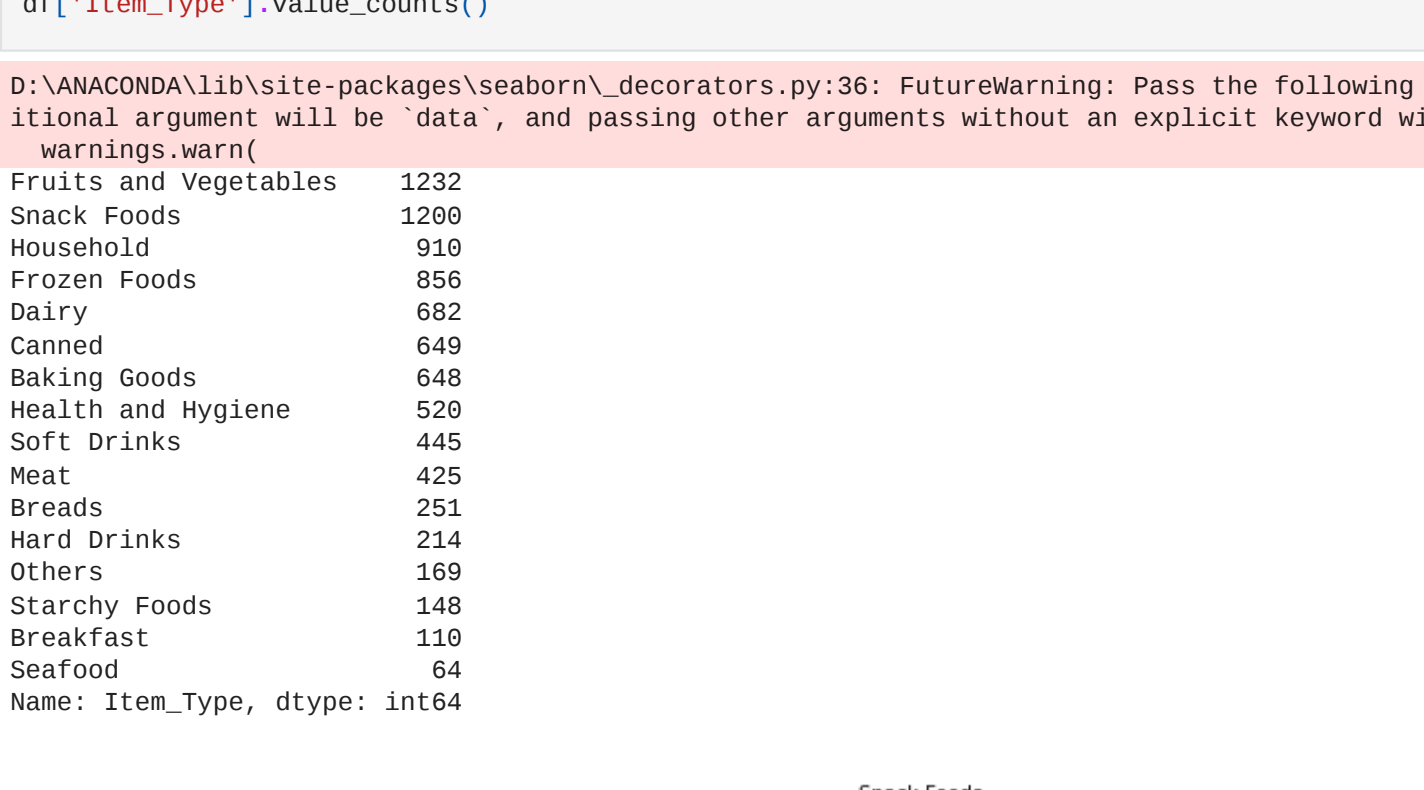 df['Item_Type'].value_counts()
D:\ANACONDA\lib\site-packages\seaborn\_decorators.py:36: FutureWarning: Pass the following
itional argument will be `data`, and passing other arguments without an explicit keyword wi
warnings.warn(
Fruits and Vegetables 1232
Snack Foods 1200
Household 910
Frozen Foods 856
Dairy 682
Canned 649
Baking Goods 648
Health and Hygiene 520
Soft Drinks 445
Meat 425
Breads 251
Hard Drinks 214
Others 169
Starchy Foods 148
Breakfast 110
Seafood 64
Name: Item_Type, dtype: int64
Snack Foods